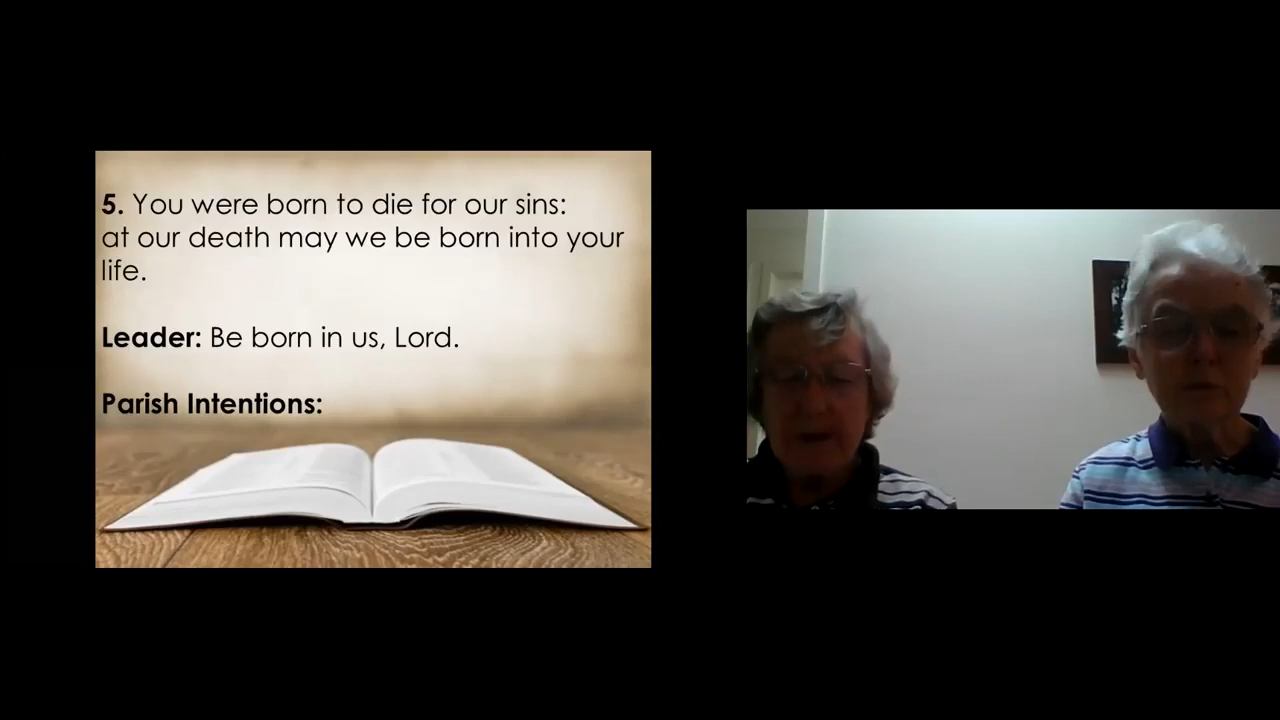 5. You were born to die for our sins:
at our death may we be born into your
life.
Leader: Be born in us, Lord.
Parish Intentions: